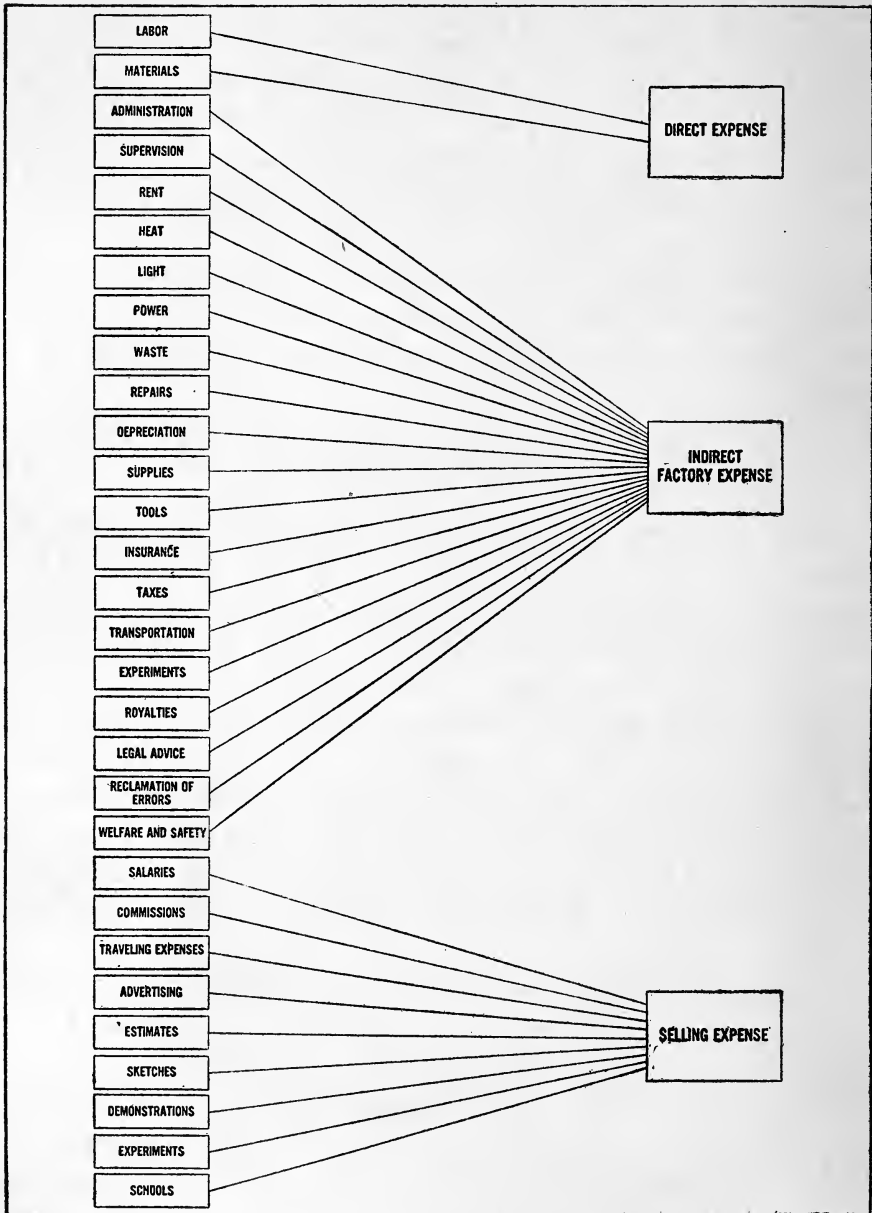 LABOR
MATERIALS
ADMINISTRATION
SUPERVISION
RENT
HEAT
LIGHT
POWER
WASTE
REPAIRS
DEPRECIATION
SUPPLIES
TOOLS
INSURANCE
TAXES
TRANSPORTATION
EXPERIMENTS
ROYALTIES
LEGAL ADVICE
RECLAMATION OF
ERRORS
WELFARE AND SAFETY
SALARIES
COMMISSIONS
TRAVELING EXPENSES
ADVERTISING
ESTIMATES
SKETCHES
DEMONSTRATIONS
EXPERIMENTS
SCHOOLS
DIRECT EXPENSE
INDIRECT
FACTORY EXPENSE
SELLING EXPENSE